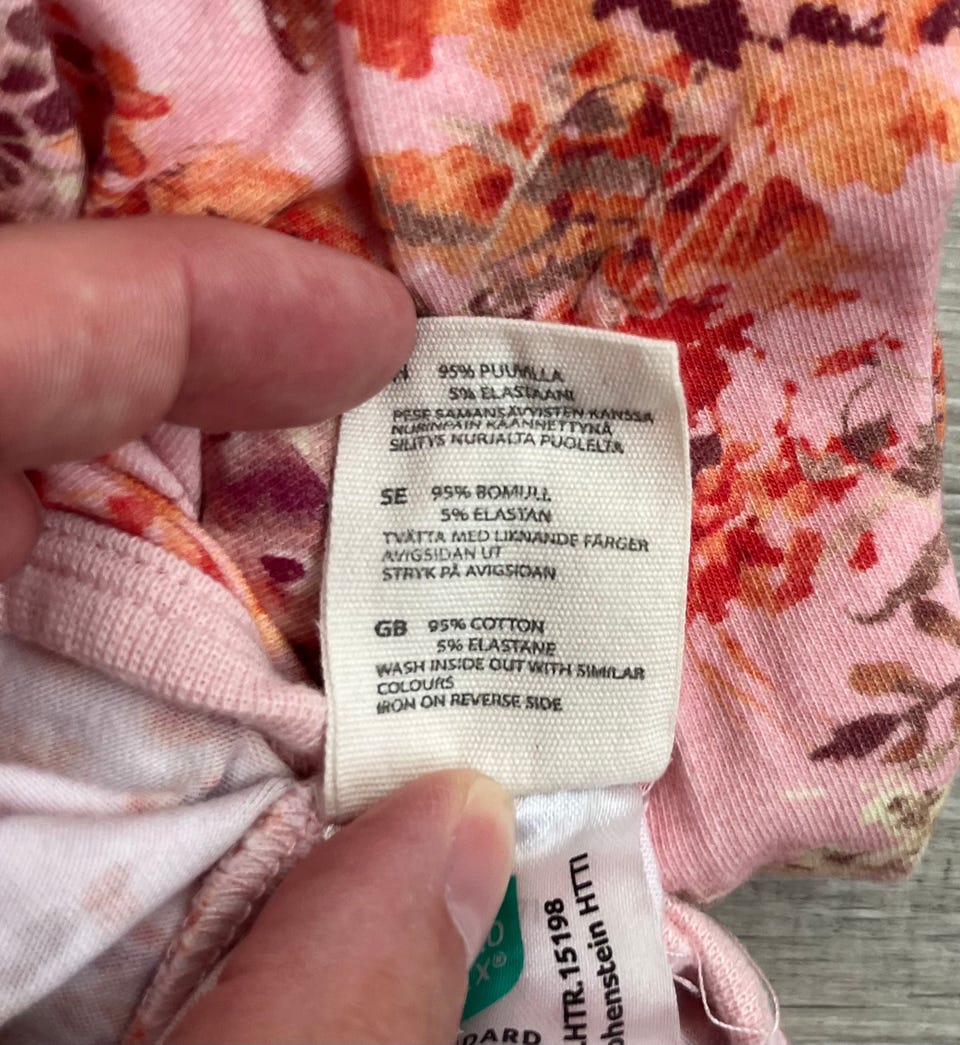 95% PUUVILLA
5% ELASTAANI
PESE SAMANSÄVYISTEN KANSSA
NURINPÄIN KÄÄNNETTYNÄ
SILITYS NURJALTA PUOLELTA
SE 95% BOMULL
5% ELASTAN
TVÄTTA MED LIKNANDE FÄRGER
AVIGSIDAN UT
STRYK PÅ AVIGSIDAN
GB 95% COTTON
5% ELASTANE
WASH INSIDE OUT WITH SIMILAR
COLOURS
IRON ON REVERSE SIDE
.HTR.15198
ohenstein HTTI
X®
DARD